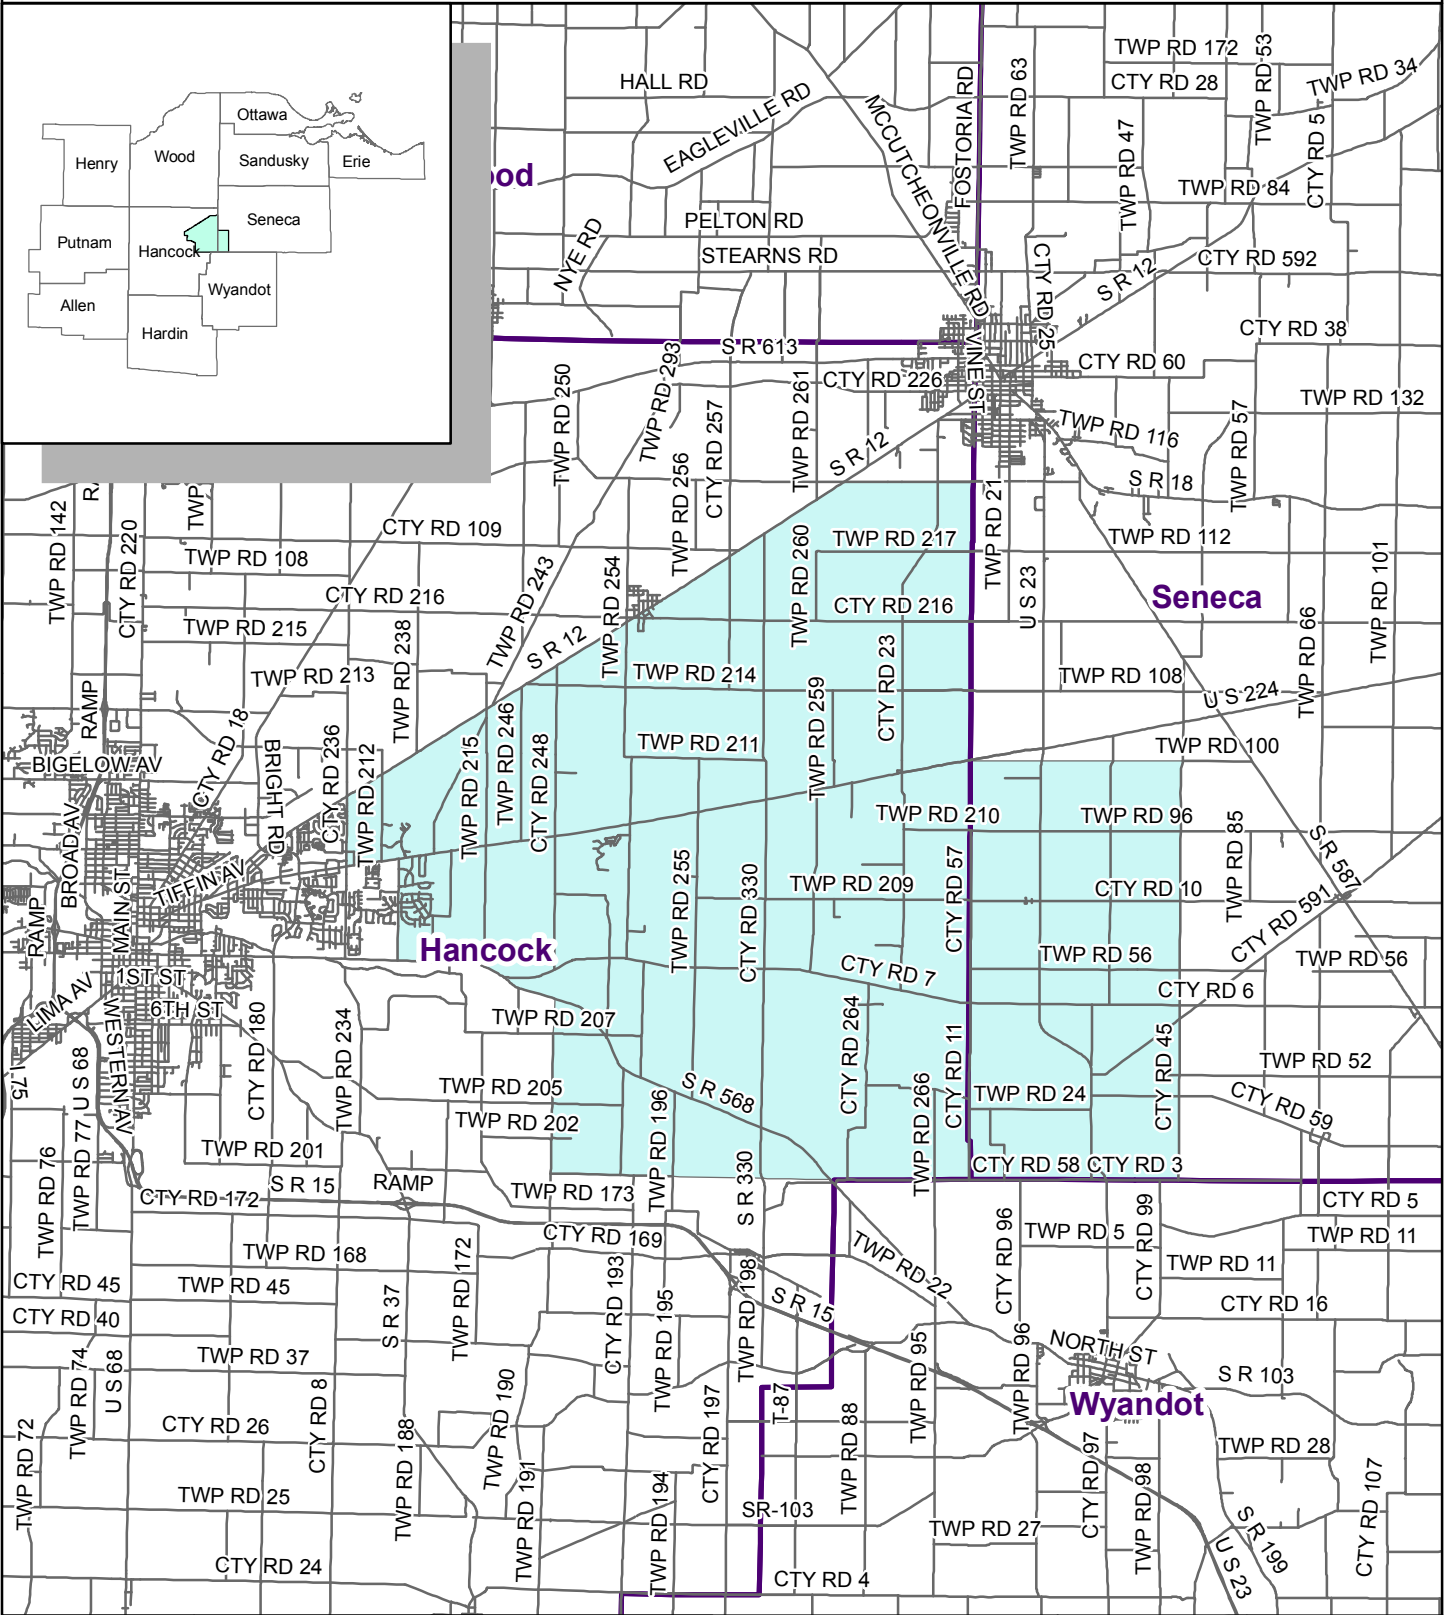 Ottawa
Henry
Wood
Sandusky
Erie
Seneca
Putnam
Hancock
Wyandot
Allen
Hardin
TWP RD 172
TWP RD 53
HALL RD
FOSTORIA RD
TWP RD 63
CTY RD 28
TWP RD 34
EAGLEVILLE RD
MCCUTCHEONVILLE RD
TWP RD 47
CTY RD 5
ood
TWP RD 84
PELTON RD
NYE RD
STEARNS RD
CTY RD 25
S R 12
CTY RD 592
CTY RD 38
S R 613
VINE ST
CTY RD 60
TWP RD 293
TWP RD 250
CTY RD 226
TWP RD 261
TWP RD 132
CTY RD 257
TWP RD 116
TWP RD 57
S R 12
TWP RD 256
S R 18
TWP RD 21
TWP RD 142
CTY RD 220
TWP
CTY RD 109
TWP RD 217
TWP RD 112
TWP RD 108
TWP RD 260
TWP RD 101
TWP RD 243
TWP RD 254
U S 23
Seneca
CTY RD 216
CTY RD 216
TWP RD 215
TWP RD 66
TWP RD 238
S R 12
CTY RD 23
TWP RD 213
TWP RD 214
TWP RD 108
U S 224
RAMP
TWP RD 259
CTY RD 18
TWP RD 246
TWP RD 211
TWP RD 100
BIGELOW AV
BRIGHT RD
CTY RD 236
TWP RD 212
TWP RD 215
CTY RD 248
TWP RD 210
TWP RD 96
BROAD AV
TWP RD 85
S R 587
TIFFIN AV
TWP RD 255
CTY RD 330
TWP RD 209
CTY RD 57
CTY RD 10
MAIN ST
RAMP
CTY RD 591
Hancock
TWP RD 56
TWP RD 56
1ST ST
CTY RD 7
CTY RD 6
LIMA AV
6TH ST
WESTERN AV
CTY RD 180
TWP RD 234
TWP RD 207
CTY RD 264
CTY RD 11
CTY RD 45
TWP RD 52
I-75
U S 68
TWP RD 205
S R 568
TWP RD 24
CTY RD 59
TWP RD 202
TWP RD 196
TWP RD 266
TWP RD 77
TWP RD 76
TWP RD 201
CTY RD 58
CTY RD 3
S R 15
RAMP
CTY RD 172
TWP RD 173
S R 330
CTY RD 5
CTY RD 169
TWP RD 5
CTY RD 96
CTY RD 99
TWP RD 11
TWP RD 168
TWP RD 172
TWP RD 22
TWP RD 11
CTY RD 45
TWP RD 45
CTY RD 193
TWP RD 198
CTY RD 40
S R 37
TWP RD 195
S R 15
CTY RD 16
TWP RD 74
U S 68
TWP RD 37
TWP RD 95
TWP RD 96
NORTH ST
S R 103
CTY RD 8
TWP RD 190
CTY RD 197
T-87
Wyandot
CTY RD 26
TWP RD 88
TWP RD 28
TWP RD 72
TWP RD 188
TWP RD 191
TWP RD 194
CTY RD 97
TWP RD 98
CTY RD 107
TWP RD 25
SR-103
TWP RD 27
S R 199
CTY RD 24
CTY RD 4
U S 23